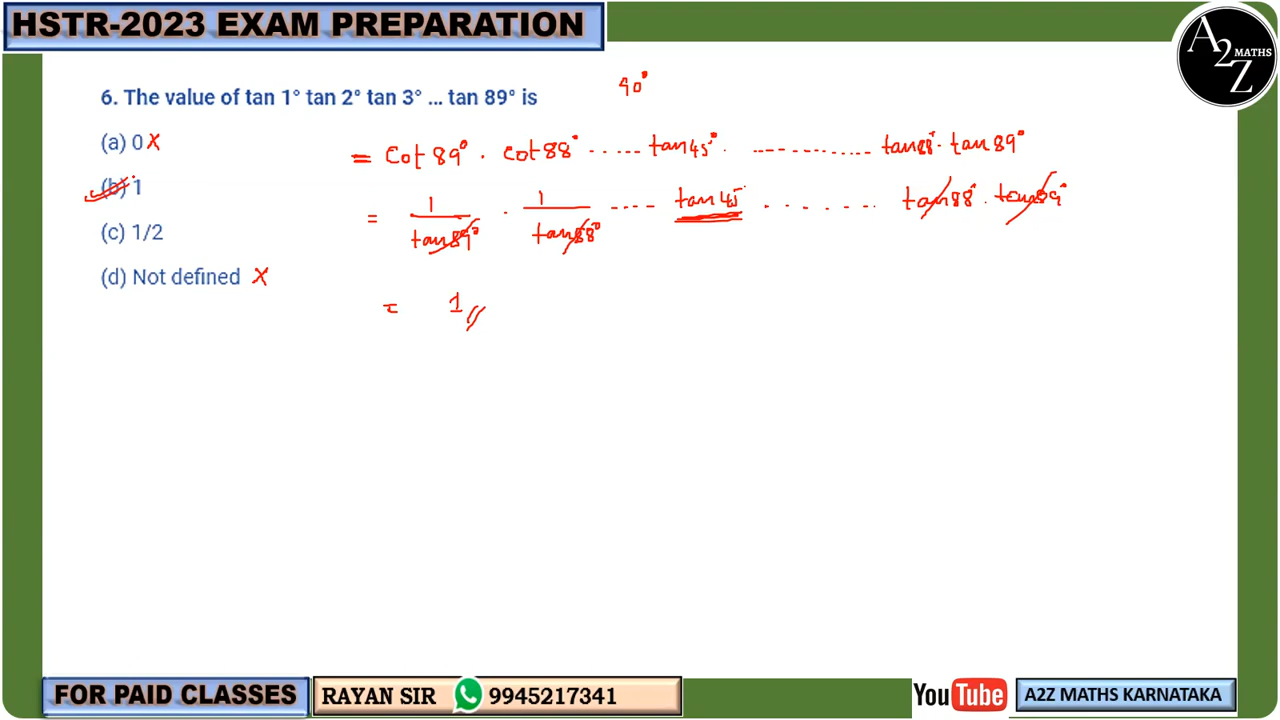 HSTR-2023 EXAM PREPARATION
A2Z MATHS
90°
6. The value of tan 1° tan 2° tan 3° ... tan 89° is
(a) 0 x
= cot 89° . cot 88° ..... tan 45° . .............. tan 88° . tan 89°
(b) 1
= 1/tan 89° . 1/tan 88° .... tan 45 . . . . . . . tan 88° . tan 89°
(c) 1/2
(d) Not defined x
= 1//
FOR PAID CLASSES
RAYAN SIR 9945217341
YouTube
A2Z MATHS KARNATAKA